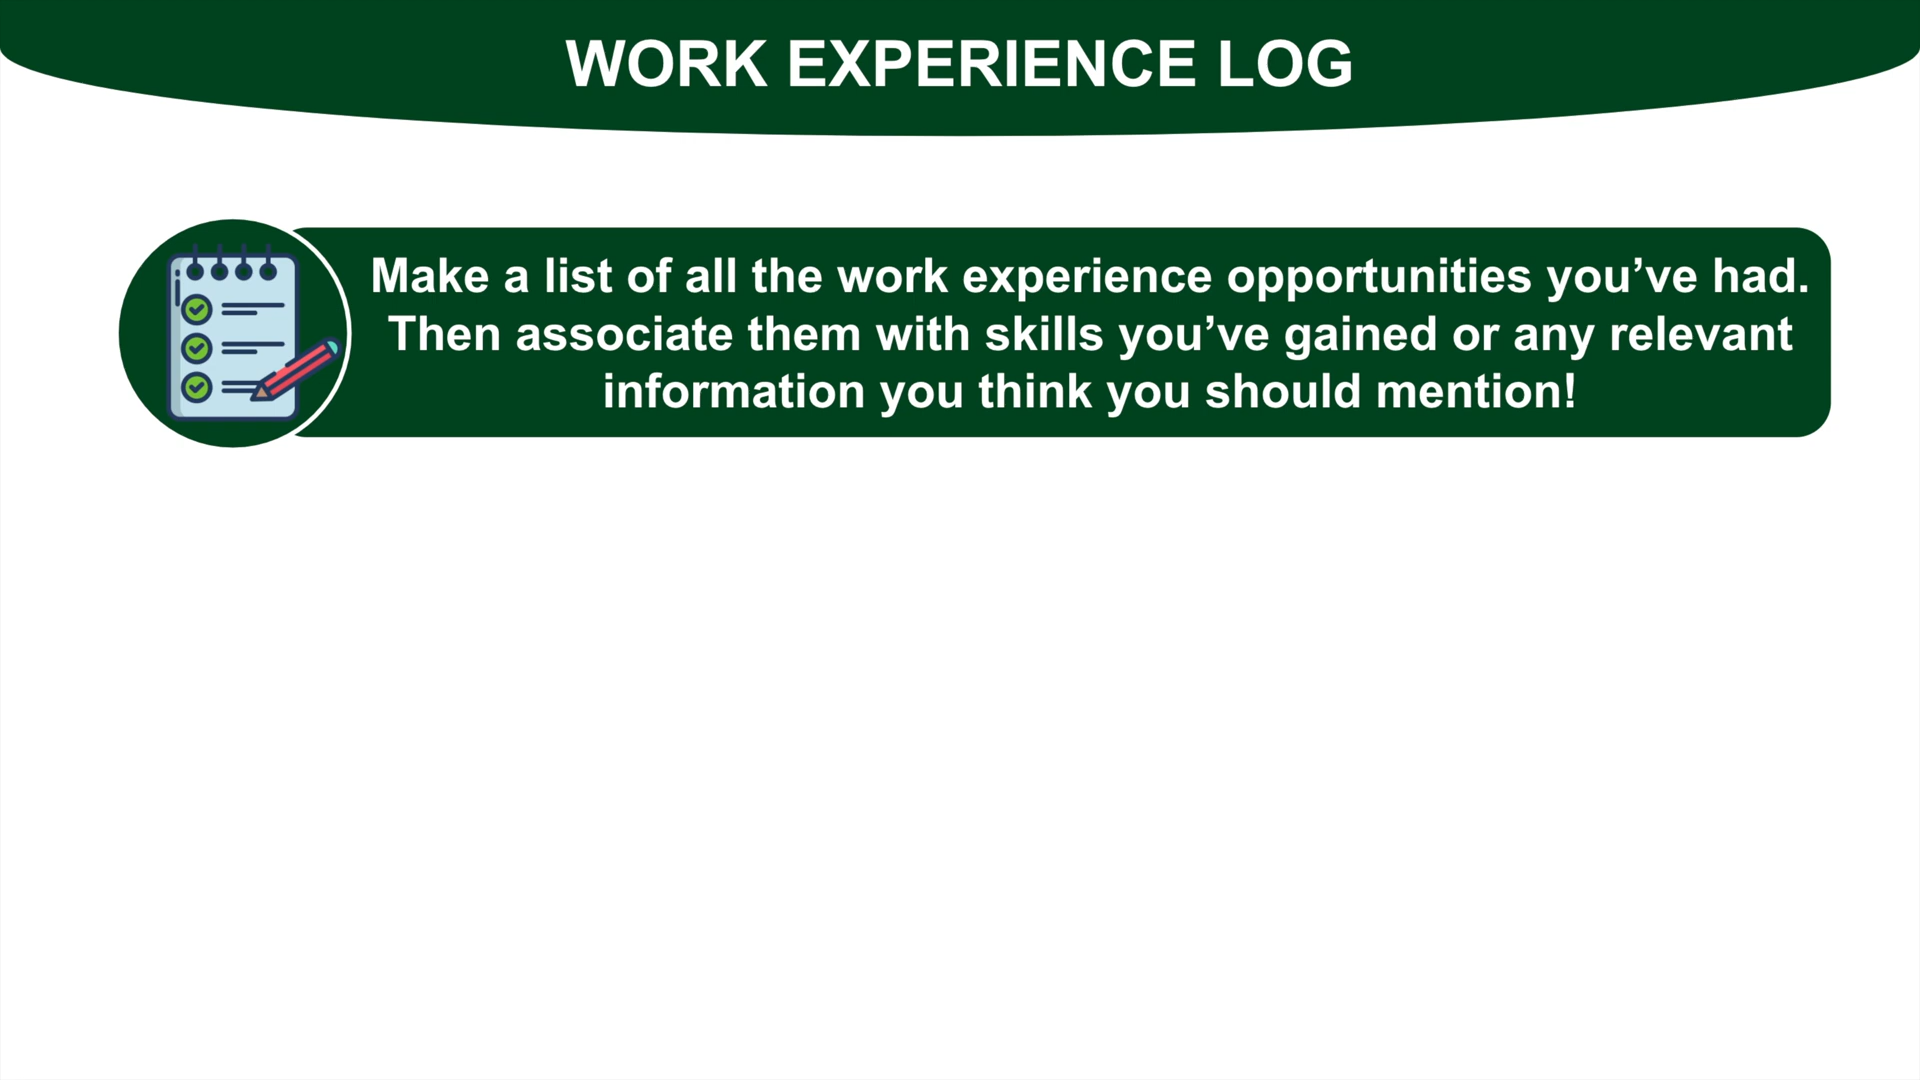 WORK EXPERIENCE LOG
Make a list of all the work experience opportunities you’ve had.
Then associate them with skills you’ve gained or any relevant
information you think you should mention!